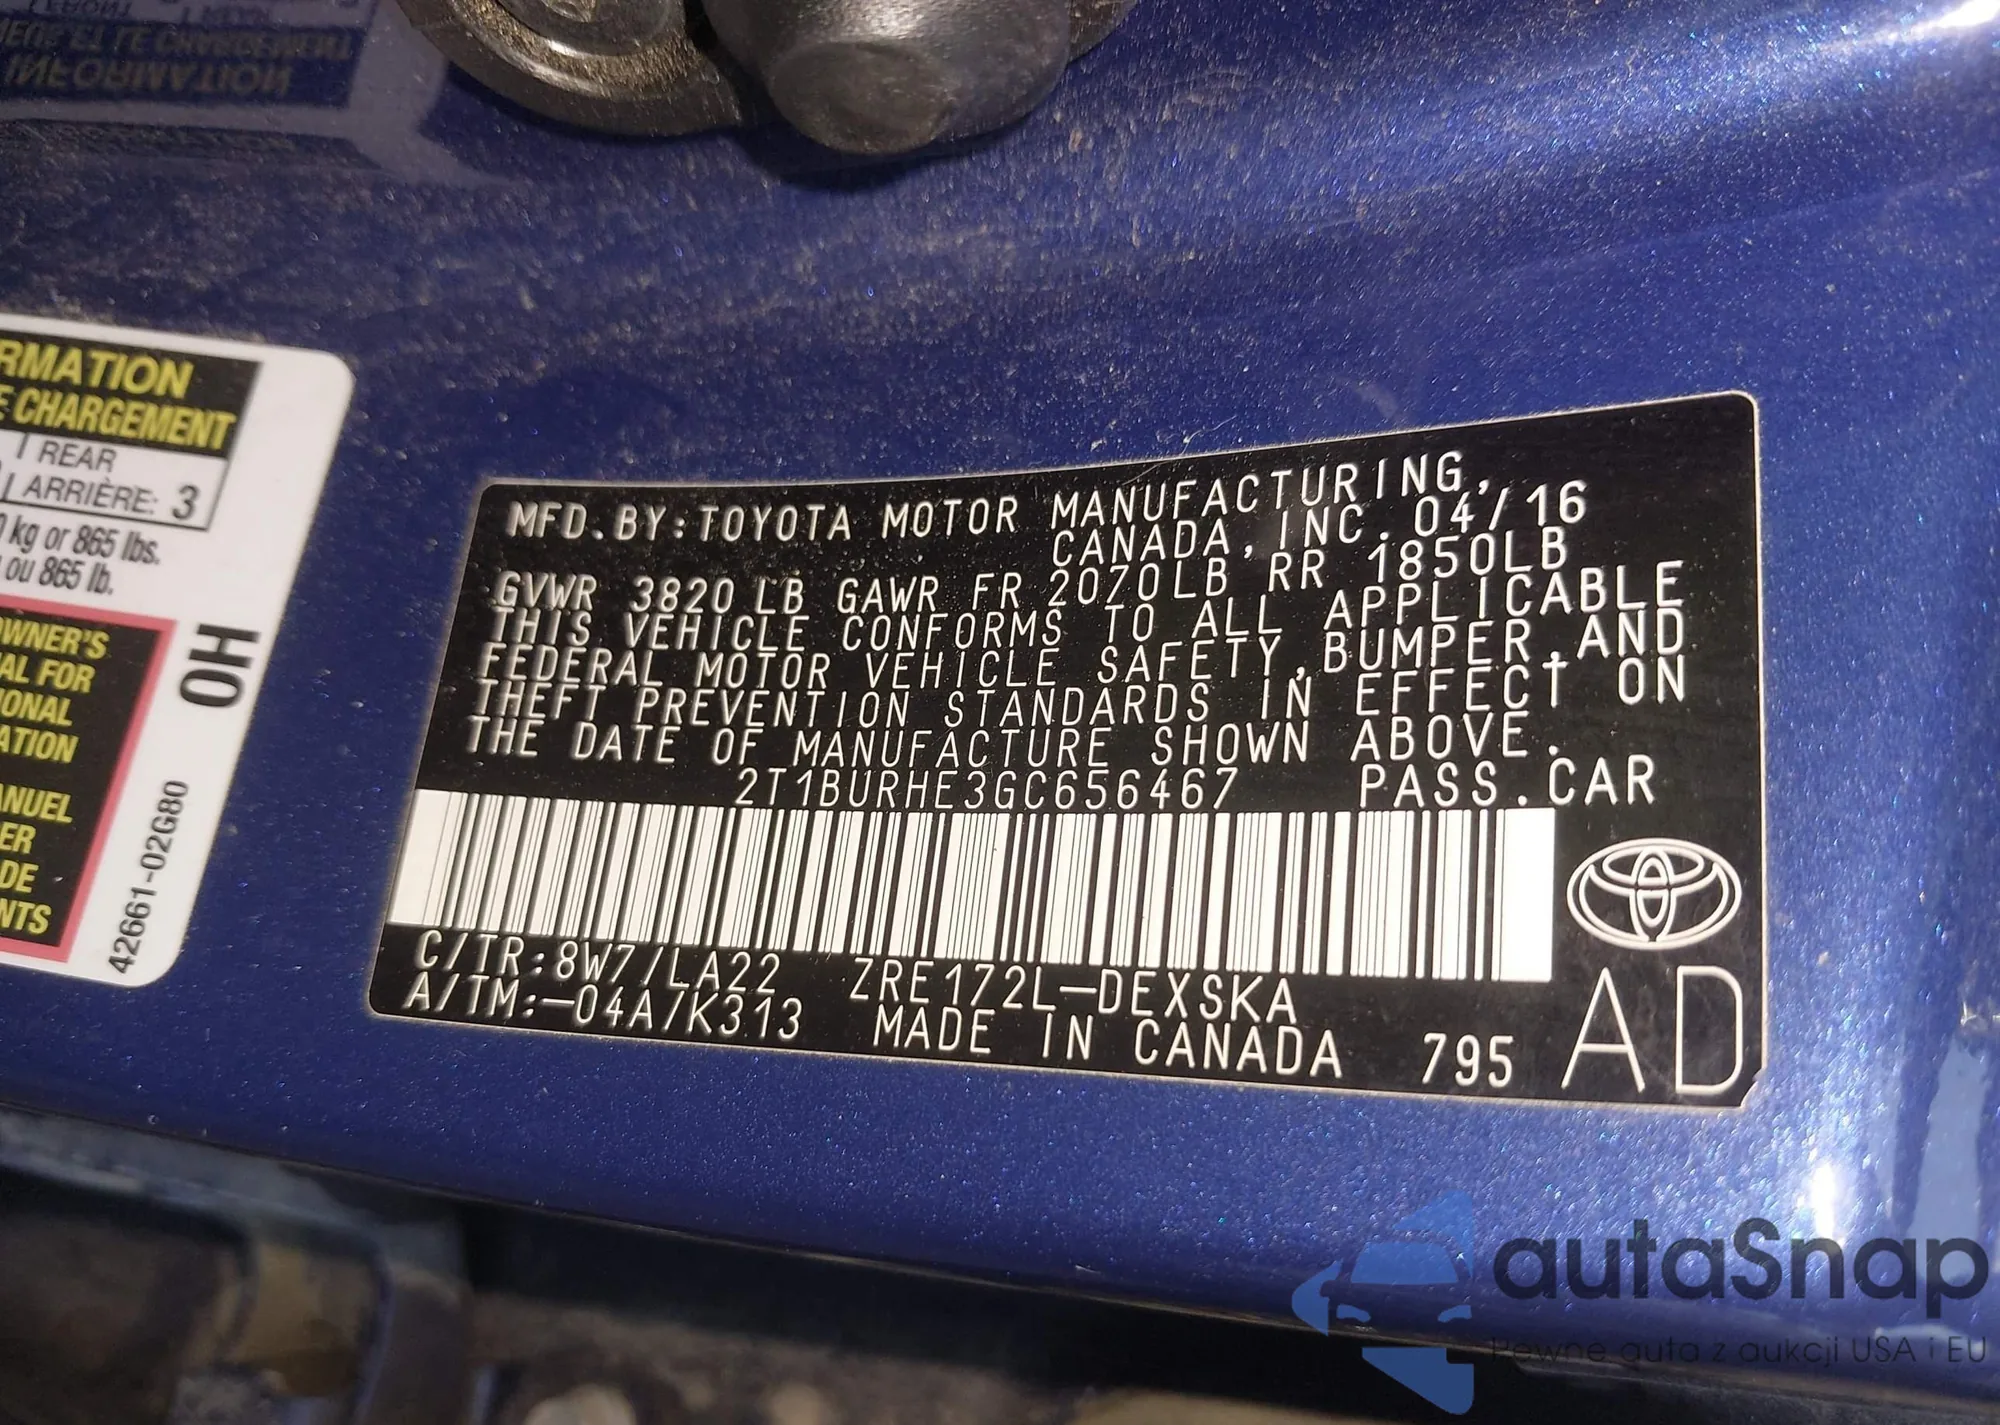 RMATION
E CHARGEMENT
REAR
ARRIÈRE: 3
kg or 865 lbs.
ou 865 lb.
OWNER'S
AL FOR
IONAL
ATION
ANUEL
ER
DE
NTS
OH
42661-02G80
MFD.BY:TOYOTA MOTOR MANUFACTURING,
CANADA,INC.04/16
GVWR 3820 LB GAWR FR 2070LB RR 1850LB
THIS VEHICLE CONFORMS TO ALL APPLICABLE
FEDERAL MOTOR VEHICLE SAFETY,BUMPER,AND
THEFT PREVENTION STANDARDS IN EFFECT ON
THE DATE OF MANUFACTURE SHOWN ABOVE.
2T1BURHE3GC656467 PASS.CAR
C/TR:8W7/LA22 ZRE172L-DEXSKA
A/TM:-04A/K313 MADE IN CANADA 795 AD
autaSnap
Pewne auta z aukcji USA i EU